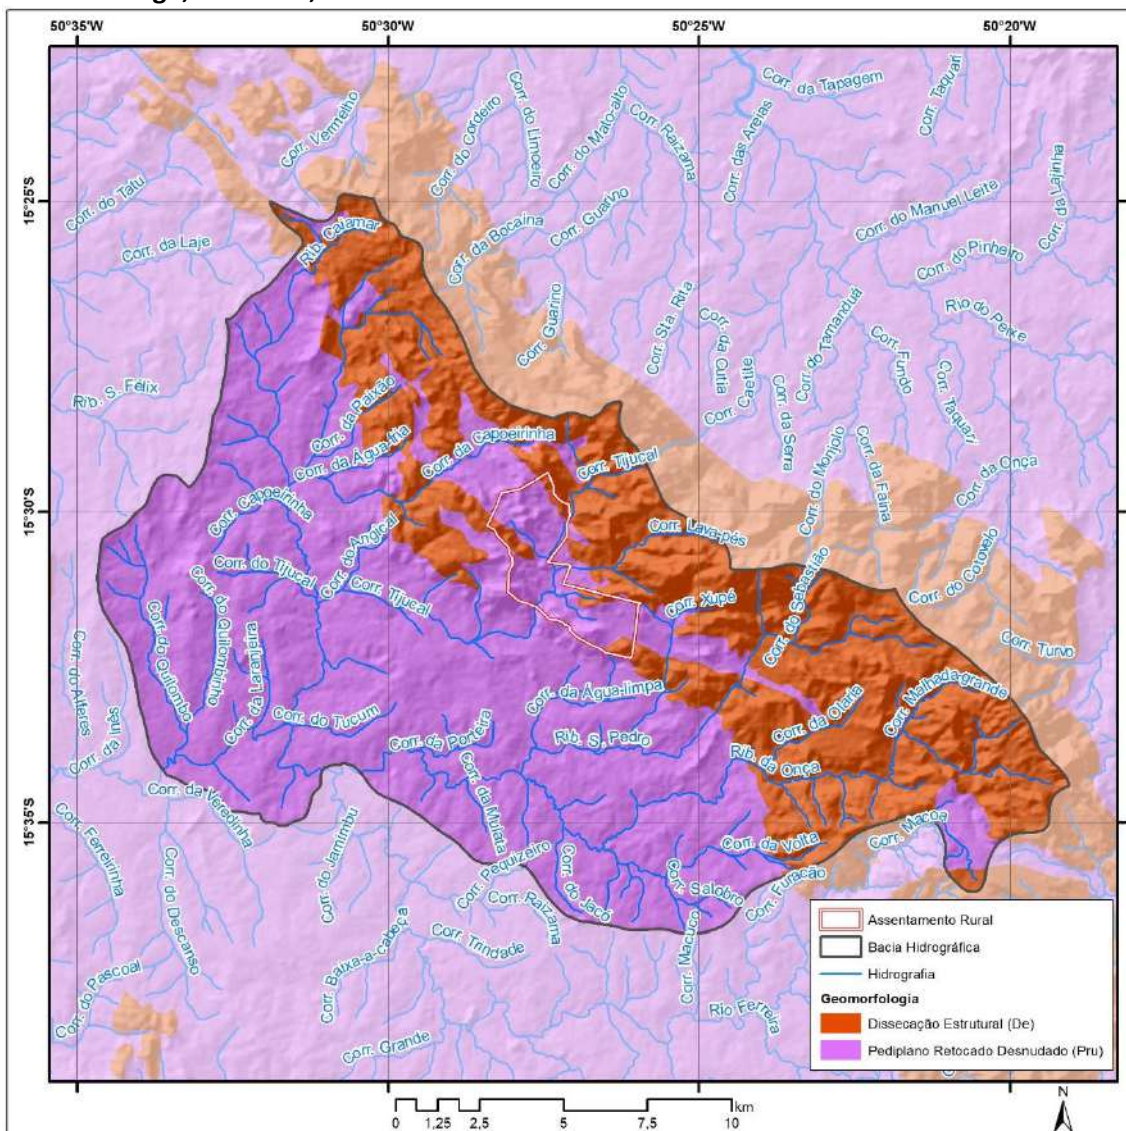 50°35'W
50°30'W
50°25'W
50°20'W
15°25'S
15°30'S
15°35'S
Corr. da Tapagem
Corr. Taquari
Corr. Vermelho
Corr. do Cordeiro
Corr. do Limoeiro
Corr. do Mato-alto
Corr. Raizama
Corr. das Areias
Corr. do Tatu
Corr. da Laje
Rib. Calamar
Corr. da Bocaina
Corr. Guarino
Corr. do Manuel Leite
Corr. da Lajinha
Corr. do Pinheiro
Corr. Guarino
Corr. Sta. Rita
Corr. da Curia
Corr. do Tamanduá
Rio do Peixe
Corr. Fundo
Corr. Taquari
Rib. S. Félix
Corr. da Paixão
Corr. Caetite
Corr. da Serra
Corr. da Água-fria
Corr. da Capoeirinha
Corr. Tijucal
Corr. do Monjolo
Corr. da Faina
Corr. da Onça
Corr. Capoeirinha
Corr. do Angical
Corr. Lava-pés
Corr. do Tijucal
Corr. Tijucal
Corr. Xupé
Corr. do Sebastião
Corr. do Cotovelo
Corr. do Quilombo
Corr. do Quilombinho
Corr. da Laranjeira
Corr. Turvo
Corr. do Alferes
Corr. da Inês
Corr. do Tucum
Corr. da Água-limpa
Corr. da Olaria
Corr. Malhada-grande
Corr. da Porteira
Rib. S. Pedro
Rib. da Onça
Corr. da Veredinha
Corr. da Mulata
Corr. Ferreirinha
Corr. do Jamimbu
Corr. Pequizeiro
Corr. da Volta
Corr. Macoa
Corr. do Descanso
Corr. Raizama
Corr. do Jacó
Corr. Salobro
Corr. Furacão
Corr. Baixa-a-cabeça
Corr. Trindade
Corr. Macuco
Corr. do Pascoal
Corr. Grande
Rio Ferreira
Assentamento Rural
Bacia Hidrográfica
Hidrografia
Geomorfologia
Dissecação Estrutural (De)
Pediplano Retocado Desnudado (Pru)
0 1,25 2,5 5 7,5 10 km
N